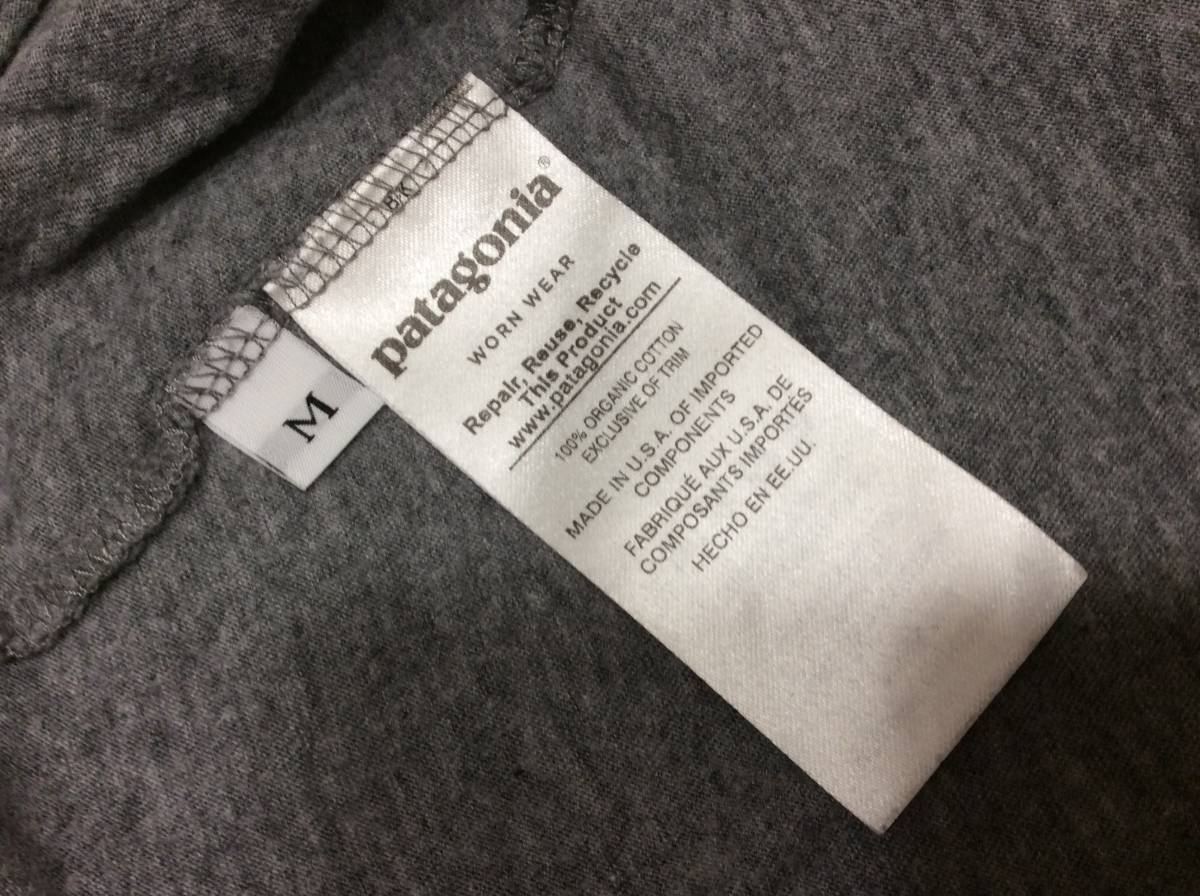 BK
patagonia®
WORN WEAR
Repair, Reuse, Recycle
This Product
www.patagonia.com
100% ORGANIC COTTON
EXCLUSIVE OF TRIM
MADE IN U.S.A. OF IMPORTED
COMPONENTS
FABRIQUÉ AUX U.S.A. DE
COMPOSANTS IMPORTÉS
HECHO EN EE.UU.
M